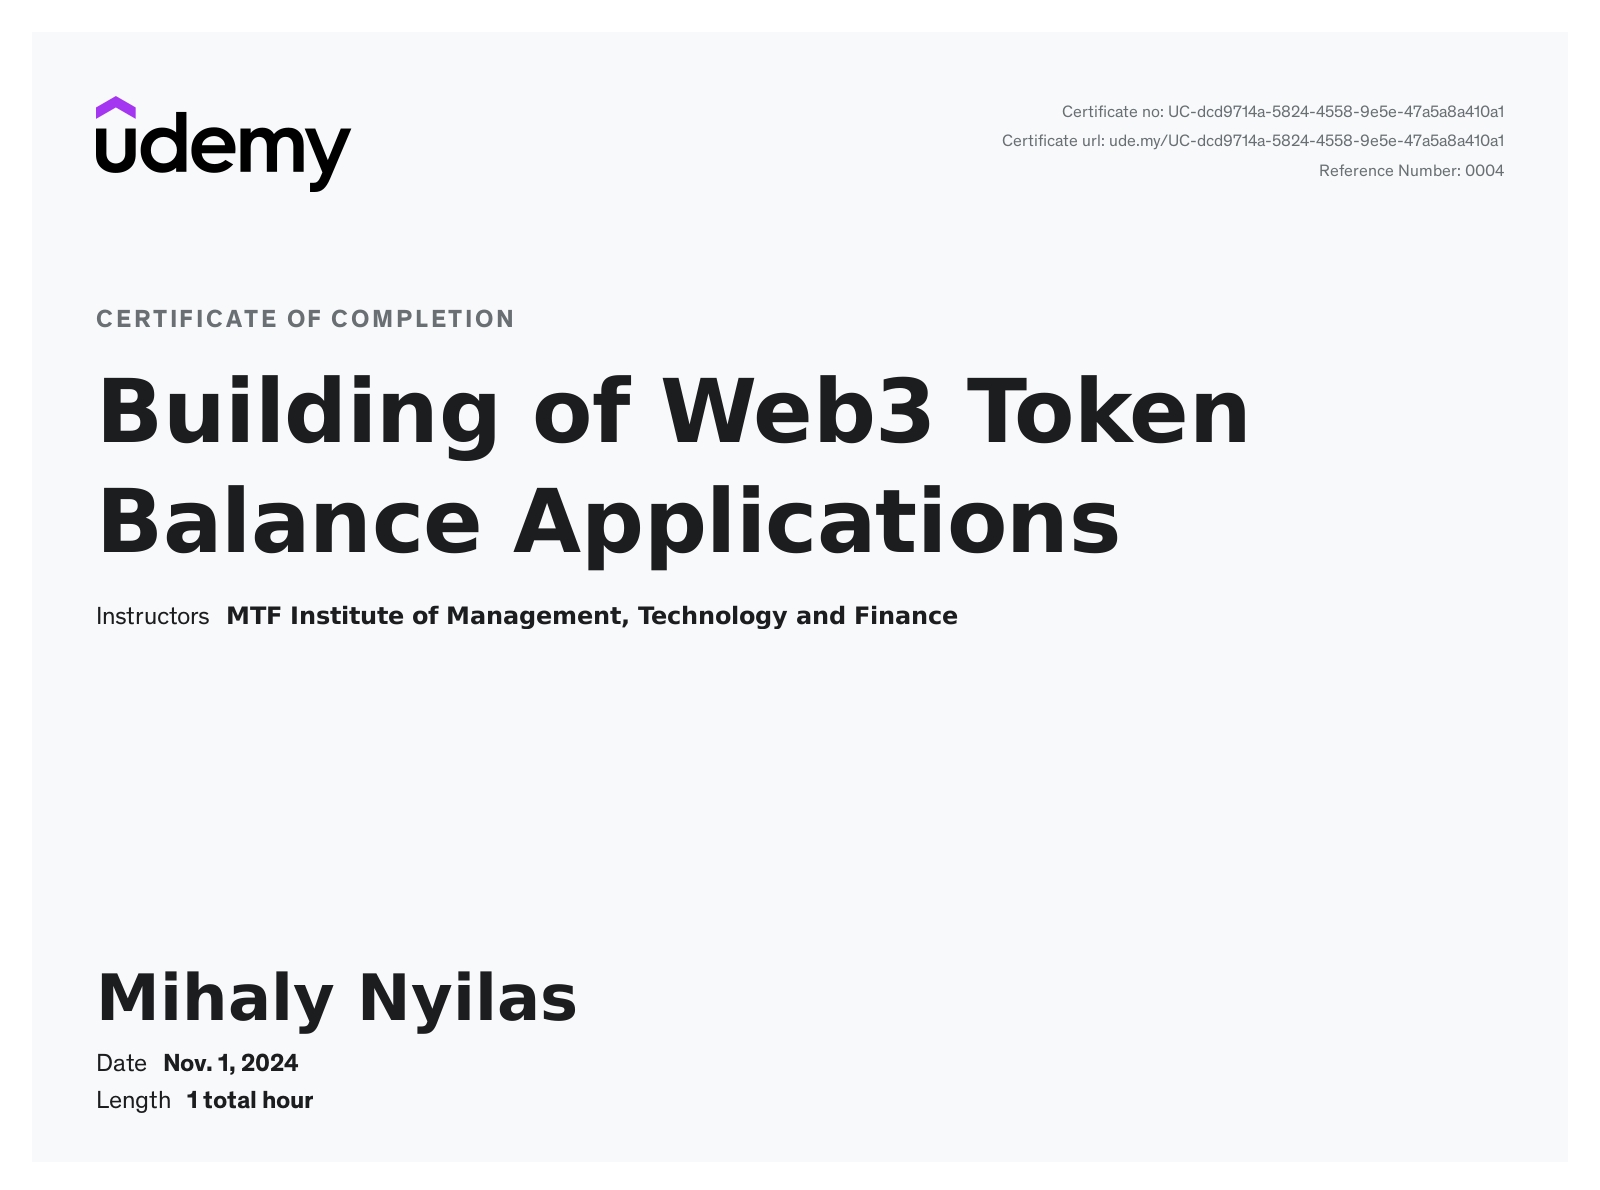 udemy
Certificate no: UC-dcd9714a-5824-4558-9e5e-47a5a8a410a1
Certificate url: ude.my/UC-dcd9714a-5824-4558-9e5e-47a5a8a410a1
Reference Number: 0004
CERTIFICATE OF COMPLETION
Building of Web3 Token
Balance Applications
Instructors MTF Institute of Management, Technology and Finance
Mihaly Nyilas
Date Nov. 1, 2024
Length 1 total hour